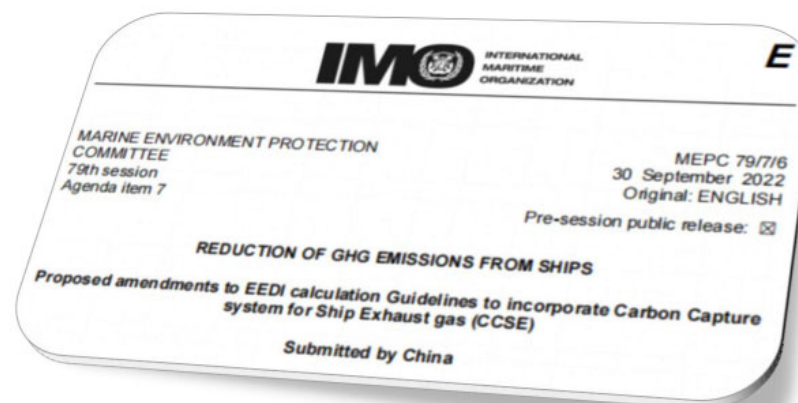 IMO
INTERNATIONAL
MARITIME
ORGANIZATION
E
MARINE ENVIRONMENT PROTECTION
COMMITTEE
79th session
Agenda item 7
MEPC 79/7/6
30 September 2022
Original: ENGLISH
Pre-session public release: ☒
REDUCTION OF GHG EMISSIONS FROM SHIPS
Proposed amendments to EEDI calculation Guidelines to incorporate Carbon Capture
system for Ship Exhaust gas (CCSE)
Submitted by China